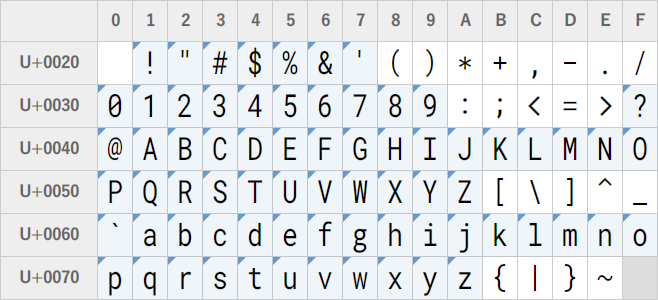 0 1 2 3 4 5 6 7 8 9 A B C D E F
U+0020 ! " # $ % & ' ( ) * + , - . /
U+0030 0 1 2 3 4 5 6 7 8 9 : ; < = > ?
U+0040 @ A B C D E F G H I J K L M N O
U+0050 P Q R S T U V W X Y Z [ \ ] ^ _
U+0060 ` a b c d e f g h i j k l m n o
U+0070 p q r s t u v w x y z { | } ~